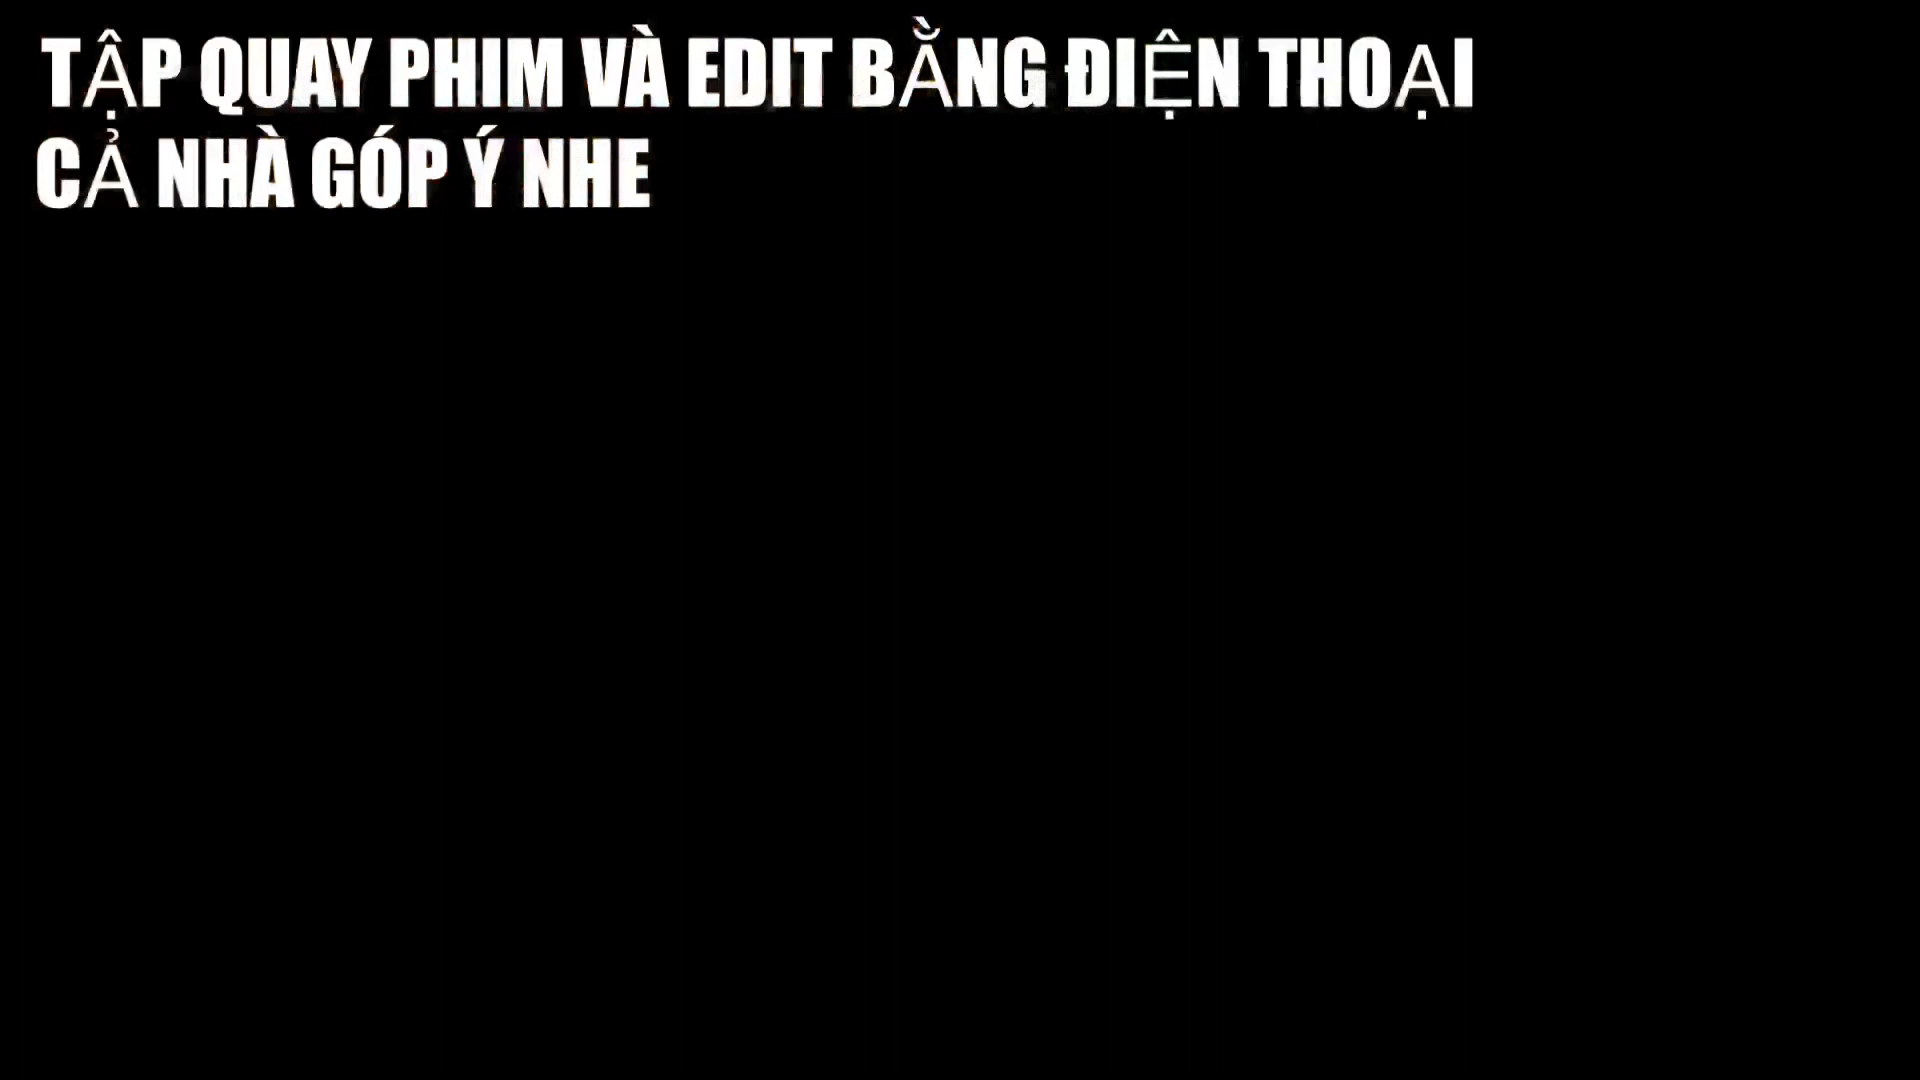 TẬP QUAY PHIM VÀ EDIT BẰNG ĐIỆN THOẠI
CẢ NHÀ GÓP Ý NHE